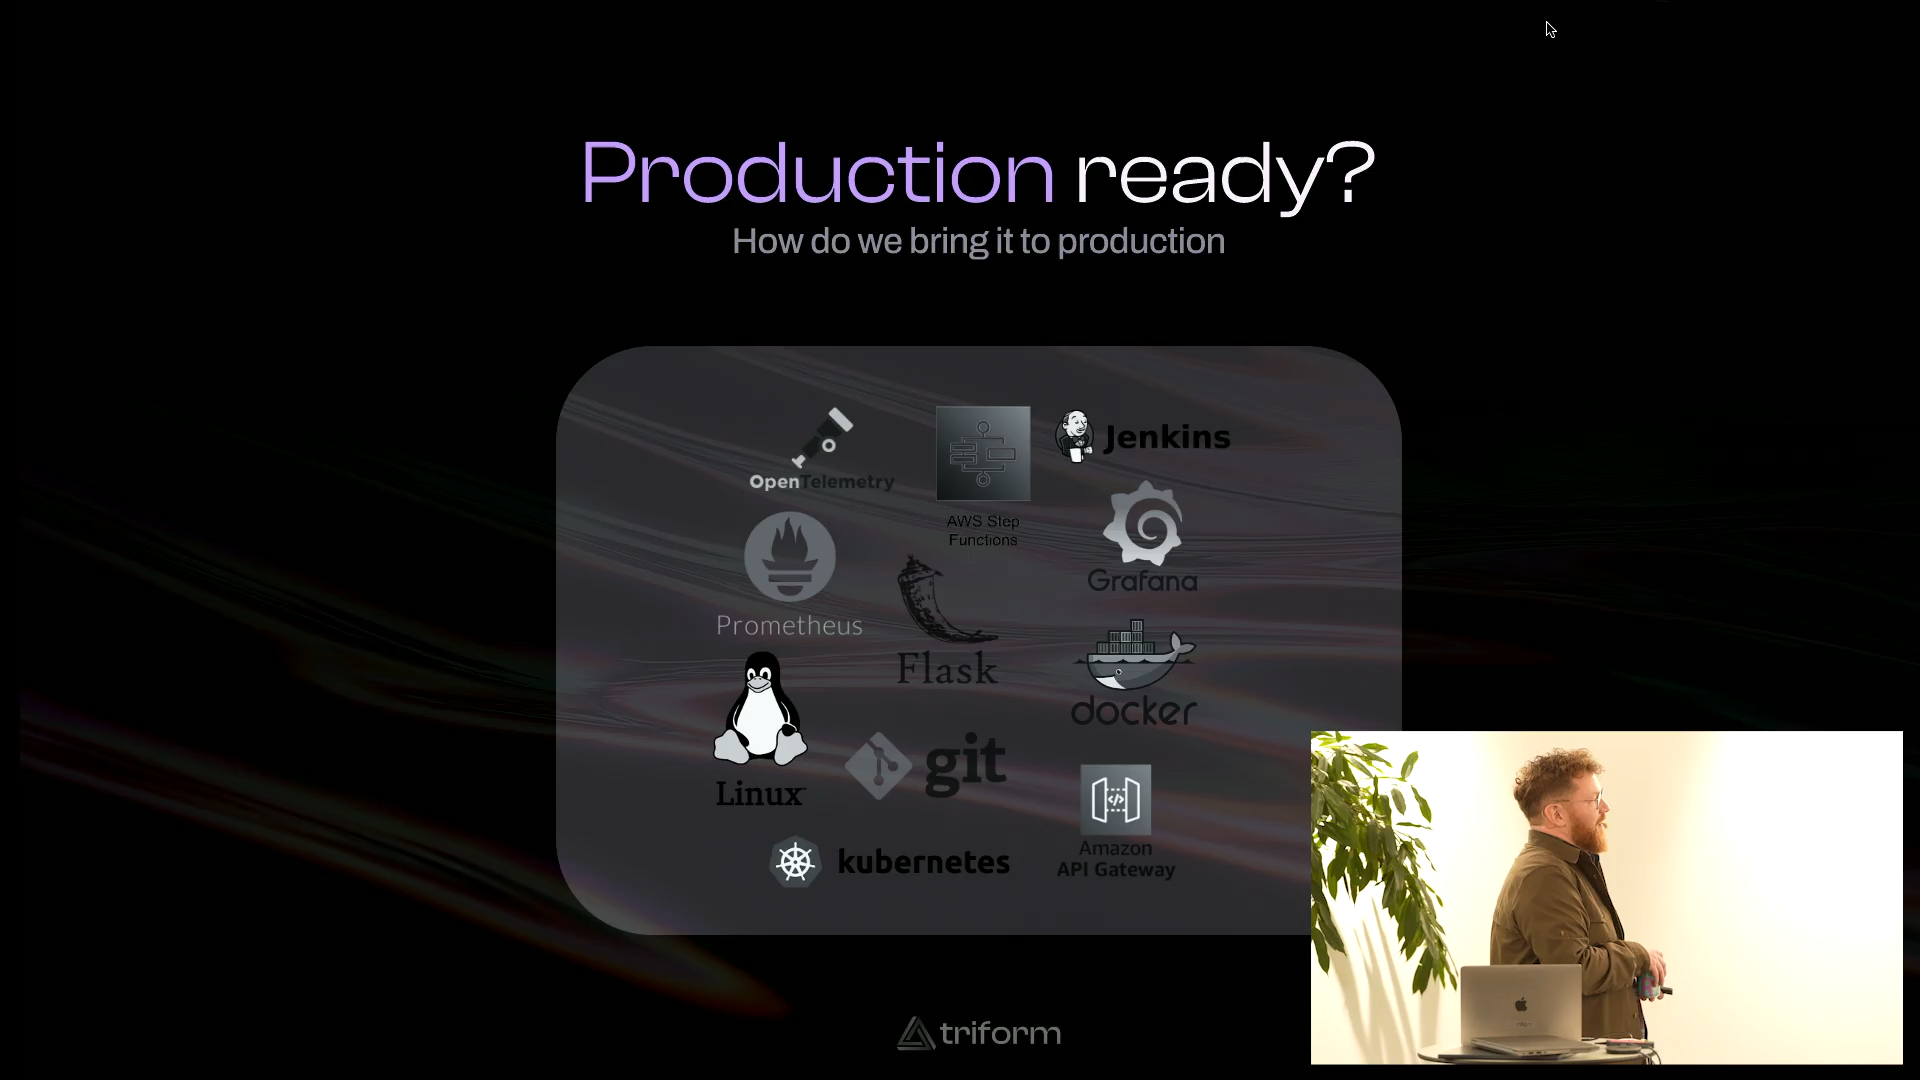 Production ready?
How do we bring it to production
OpenTelemetry
AWS Step
Functions
Jenkins
Grafana
Prometheus
Flask
docker
Linux
git
Amazon
API Gateway
kubernetes
triform